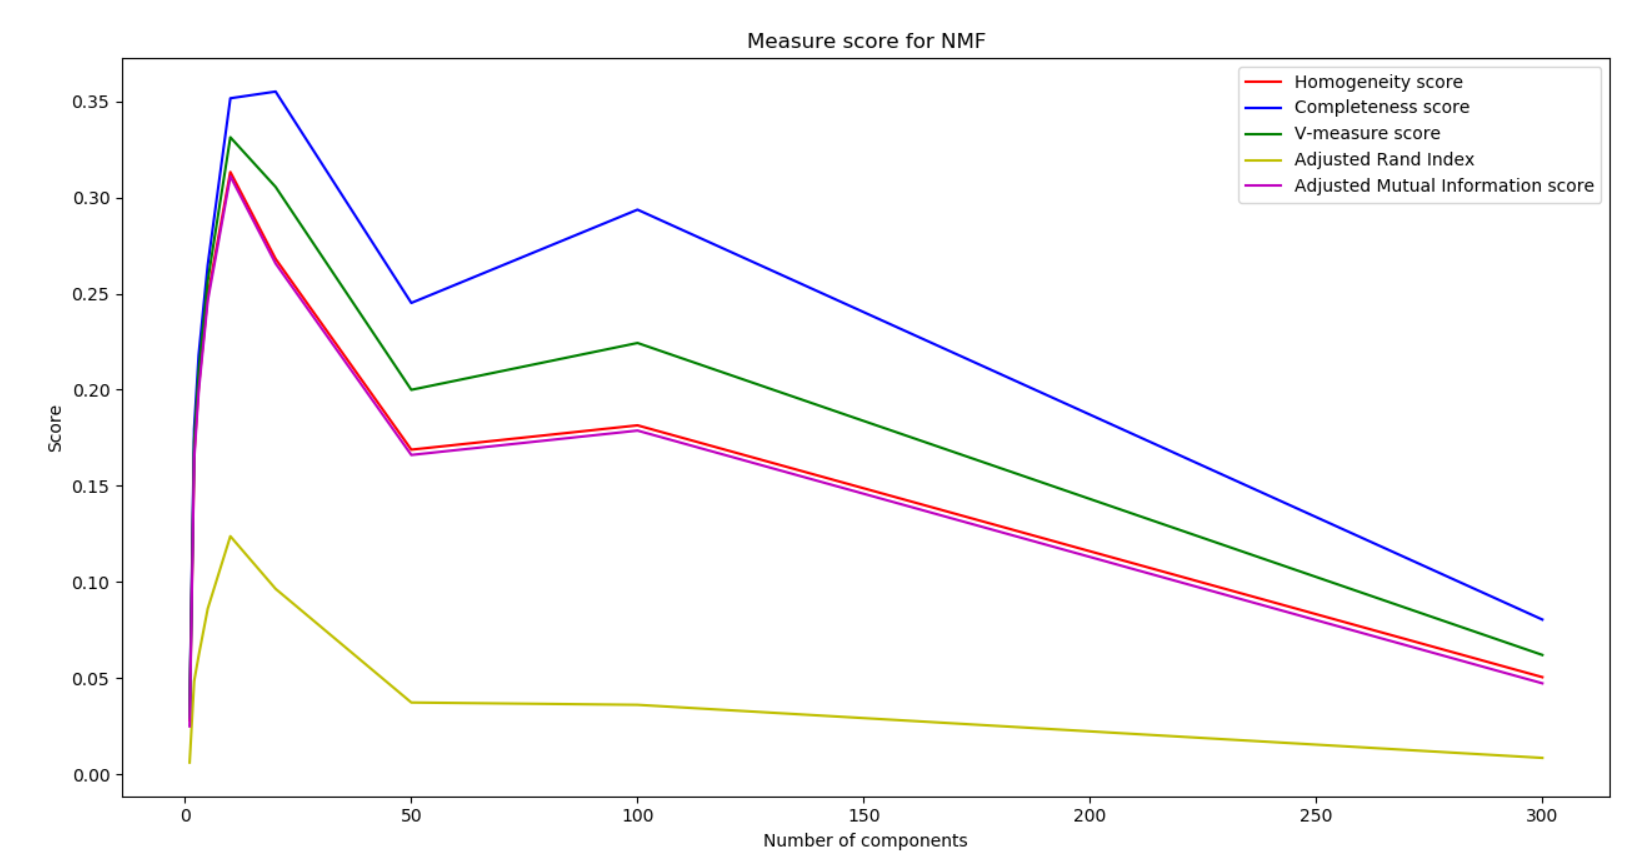 Measure score for NMF
Homogeneity score
Completeness score
V-measure score
Adjusted Rand Index
Adjusted Mutual Information score
0.35
0.30
0.25
0.20
0.15
0.10
0.05
0.00
Score
0 50 100 150 200 250 300
Number of components